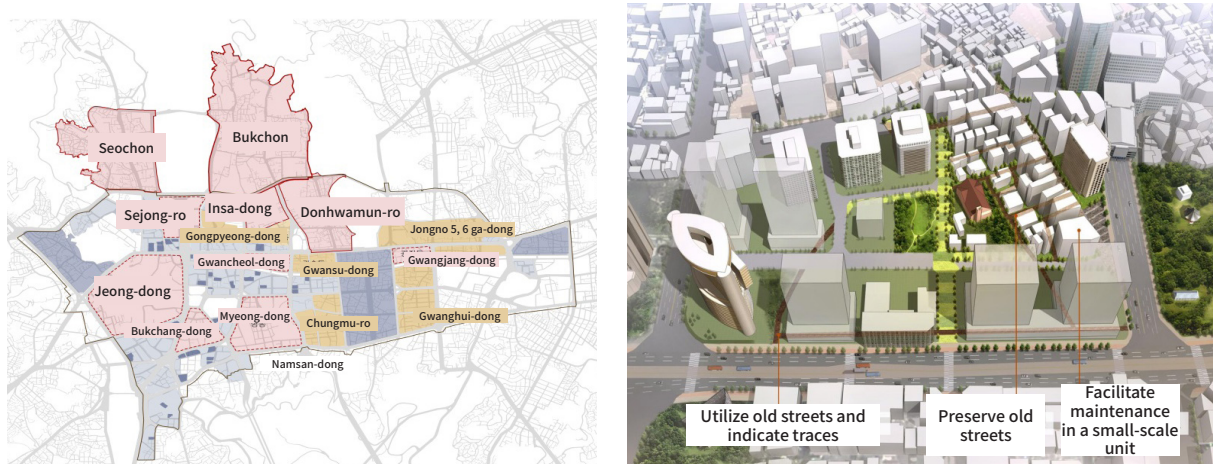 Bukchon
Seochon
Sejong-ro
Insa-dong
Donhwamun-ro
Gongpyeong-dong
Jongno 5, 6 ga-dong
Gwancheol-dong
Gwansu-dong
Gwangjang-dong
Jeong-dong
Bukchang-dong
Myeong-dong
Chungmu-ro
Gwanghui-dong
Namsan-dong
Utilize old streets and
indicate traces
Preserve old
streets
Facilitate
maintenance
in a small-scale
unit